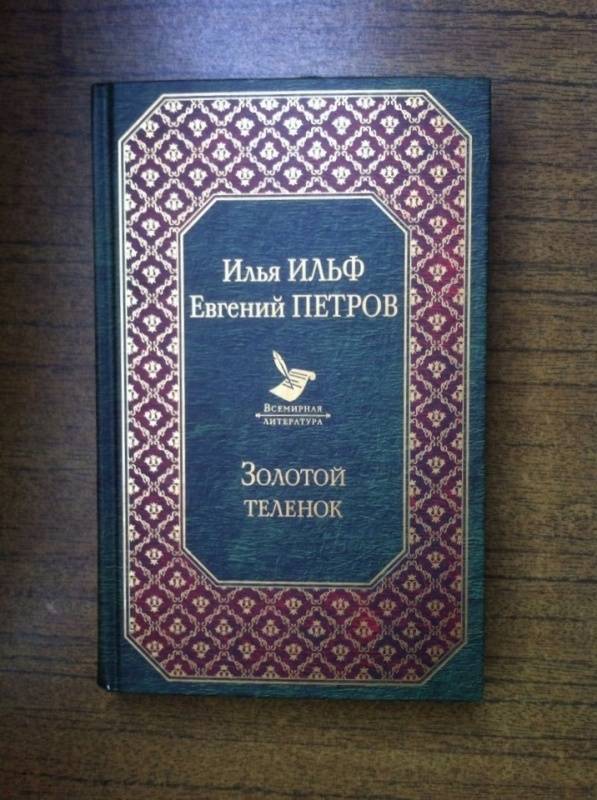 Илья ИЛЬФ
Евгений ПЕТРОВ
Всемирная
литература
Золотой
теленок